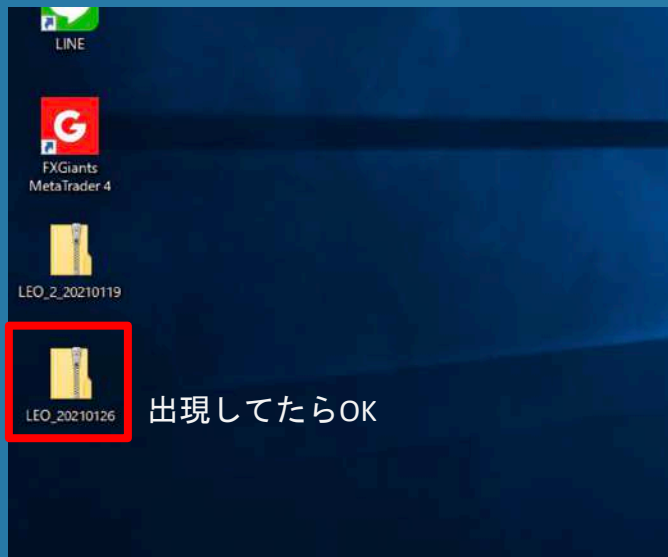 LINE
G
FXGiants
MetaTrader 4
LEO_2_20210119
LEO_20210126
出現してたらOK